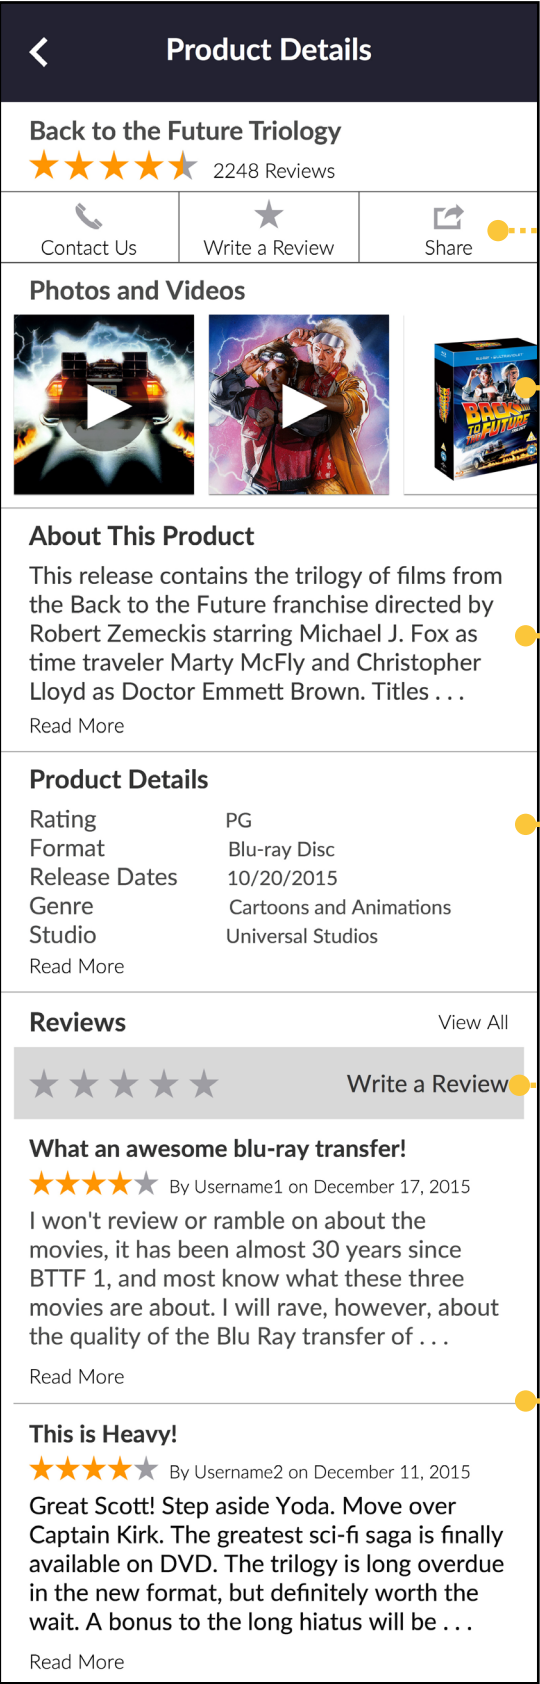 Product Details
Back to the Future Triology
2248 Reviews
Contact Us
Write a Review
Share
Photos and Videos
BACK
TO THE
FUTURE
About This Product
This release contains the trilogy of films from
the Back to the Future franchise directed by
Robert Zemeckis starring Michael J. Fox as
time traveler Marty McFly and Christopher
Lloyd as Doctor Emmett Brown. Titles . . .
Read More
Product Details
Rating PG
Format Blu-ray Disc
Release Dates 10/20/2015
Genre Cartoons and Animations
Studio Universal Studios
Read More
Reviews View All
Write a Review
What an awesome blu-ray transfer!
By Username1 on December 17, 2015
I won't review or ramble on about the
movies, it has been almost 30 years since
BTTF 1, and most know what these three
movies are about. I will rave, however, about
the quality of the Blu Ray transfer of . . .
Read More
This is Heavy!
By Username2 on December 11, 2015
Great Scott! Step aside Yoda. Move over
Captain Kirk. The greatest sci-fi saga is finally
available on DVD. The trilogy is long overdue
in the new format, but definitely worth the
wait. A bonus to the long hiatus will be . . .
Read More